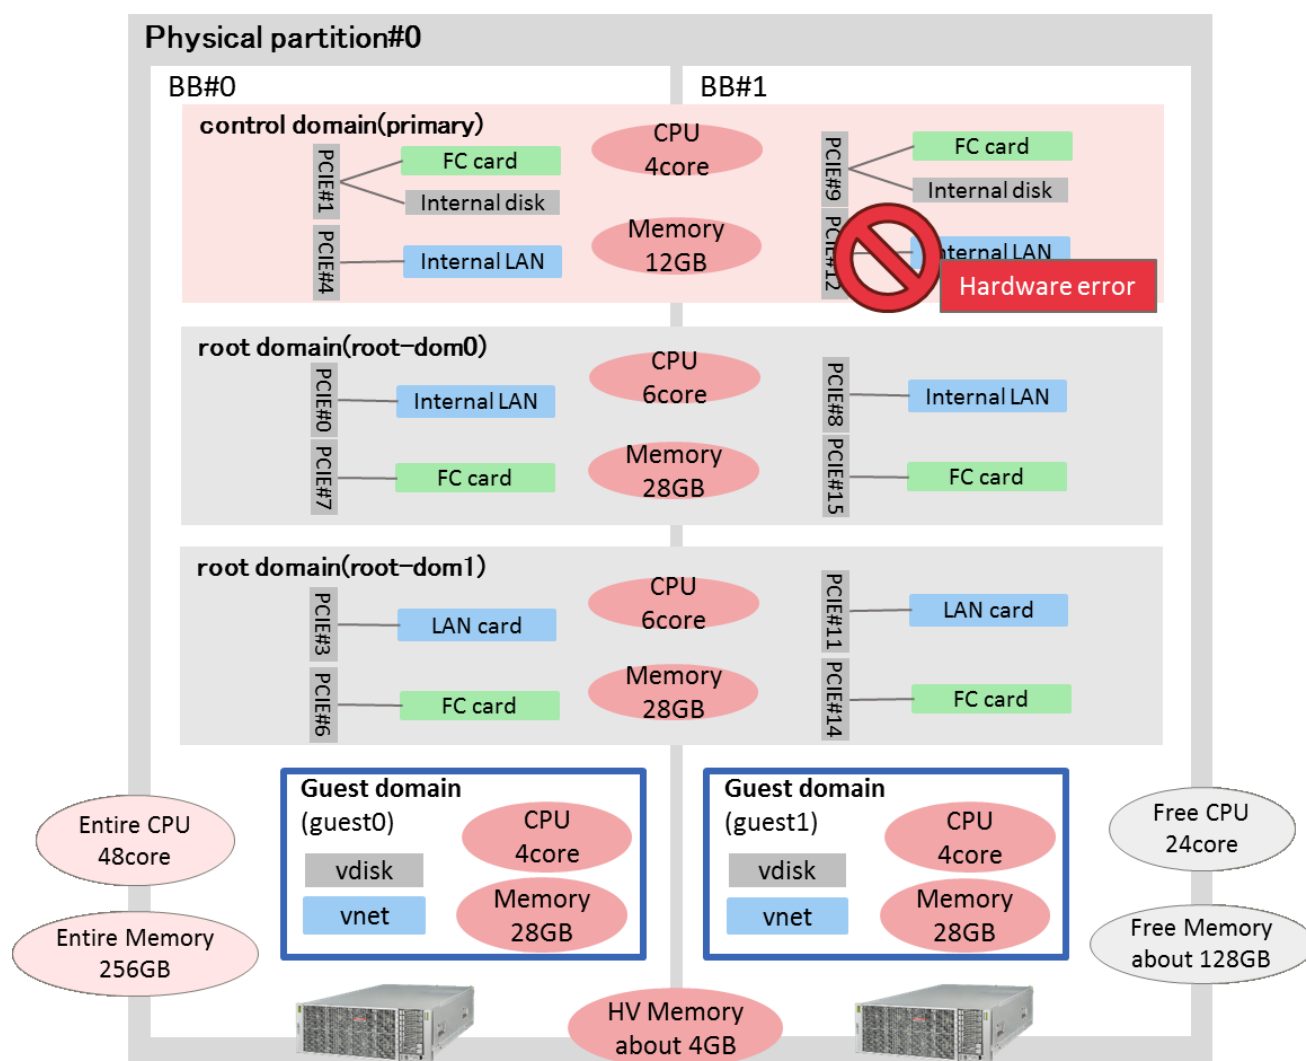 Physical partition#0
BB#0
BB#1
control domain(primary)
PCIE#1
FC card
Internal disk
PCIE#4
Internal LAN
CPU
4core
Memory
12GB
PCIE#9
FC card
Internal disk
PCIE#12
Internal LAN
Hardware error
root domain(root-dom0)
PCIE#0
Internal LAN
PCIE#7
FC card
CPU
6core
Memory
28GB
PCIE#8
Internal LAN
PCIE#15
FC card
root domain(root-dom1)
PCIE#3
LAN card
PCIE#6
FC card
CPU
6core
Memory
28GB
PCIE#11
LAN card
PCIE#14
FC card
Guest domain
(guest0)
vdisk
vnet
CPU
4core
Memory
28GB
Guest domain
(guest1)
vdisk
vnet
CPU
4core
Memory
28GB
Entire CPU
48core
Entire Memory
256GB
Free CPU
24core
Free Memory
about 128GB
HV Memory
about 4GB